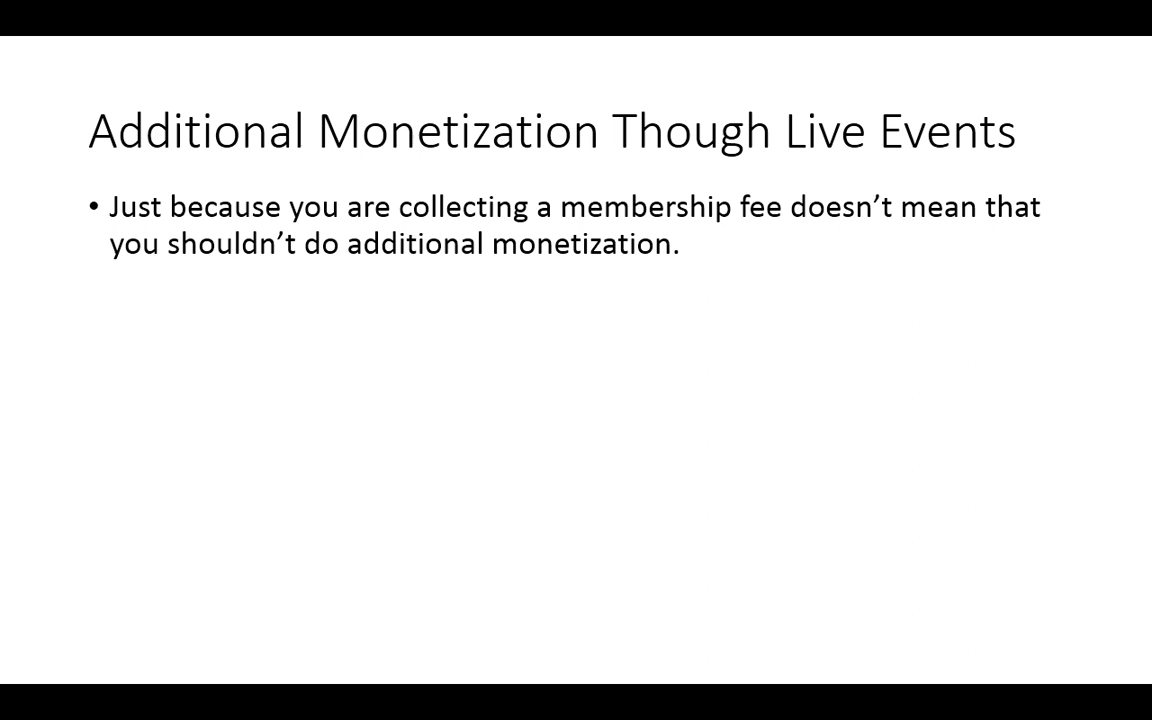 Additional Monetization Though Live Events
• Just because you are collecting a membership fee doesn’t mean that
you shouldn’t do additional monetization.